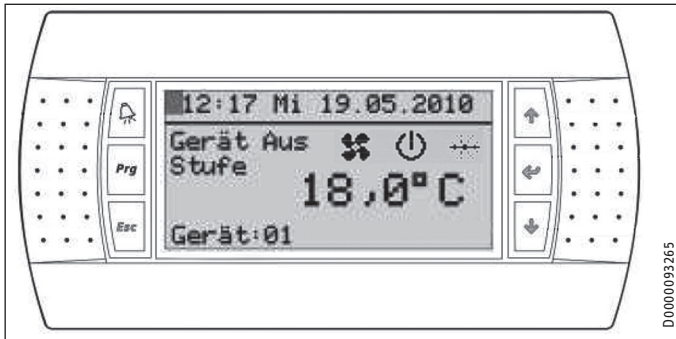 12:17 Mi 19.05.2010
Gerät Aus
Stufe
18,0°C
Gerät:01
Prg
Esc
D0000093265